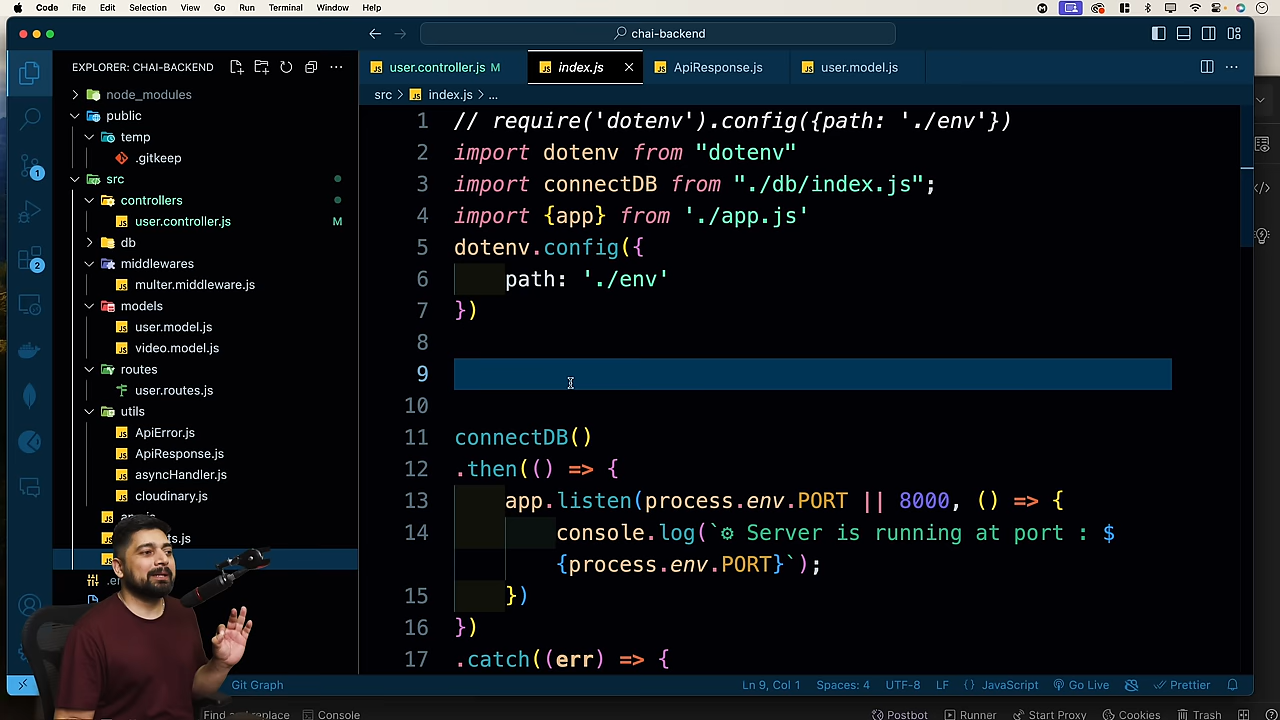 Code File Edit Selection View Go Run Terminal Window Help
chai-backend
EXPLORER: CHAI-BACKEND
user.controller.js M
index.js
ApiResponse.js
user.model.js
src > index.js > ...
node_modules
public
temp
.gitkeep
src
controllers
user.controller.js M
db
middlewares
multer.middleware.js
models
user.model.js
video.model.js
routes
user.routes.js
utils
ApiError.js
ApiResponse.js
asyncHandler.js
cloudinary.js
1
2
1 // require('dotenv').config({path: './env'})
2 import dotenv from "dotenv"
3 import connectDB from "./db/index.js";
4 import {app} from './app.js'
5 dotenv.config({
6 path: './env'
7 })
8
9
10
11 connectDB()
12 .then(() => {
13 app.listen(process.env.PORT || 8000, () => {
14 console.log(`⚙ Server is running at port : $
{process.env.PORT}`);
15 })
16 })
17 .catch((err) => {
Git Graph
Ln 9, Col 1 Spaces: 4 UTF-8 LF {} JavaScript Go Live Prettier
Find and replace Console
Postbot Runner Start Proxy Cookies Trash